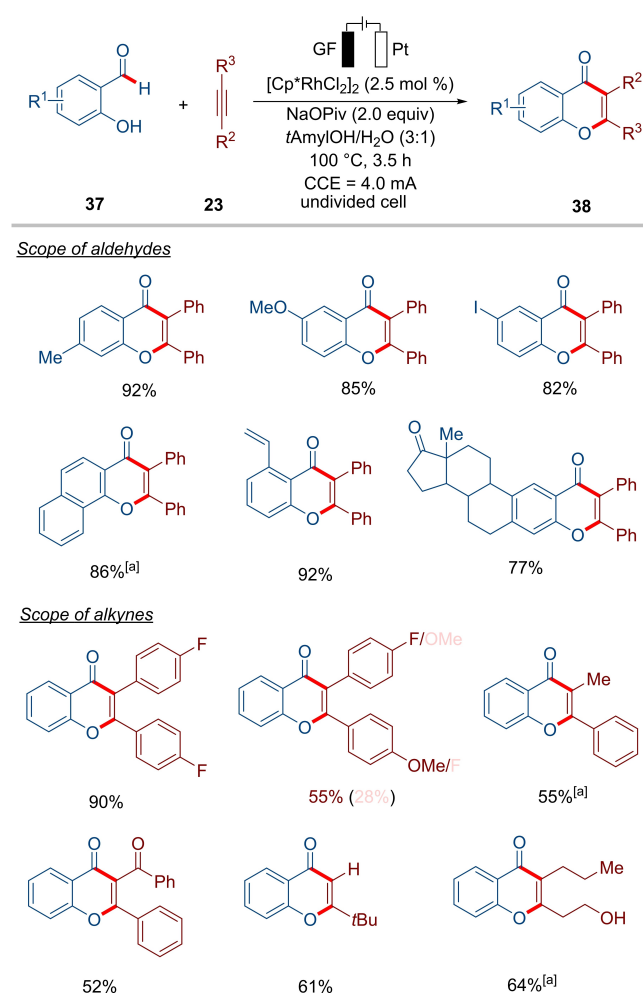 GF Pt
O
H
R¹
OH
37
+
R³
R²
23
[Cp*RhCl₂]₂ (2.5 mol %)
NaOPiv (2.0 equiv)
tAmylOH/H₂O (3:1)
100 °C, 3.5 h
CCE = 4.0 mA
undivided cell
O
R²
R¹
O
R³
38
Scope of aldehydes
O
Ph
Me
O
Ph
92%
O
MeO
Ph
O
Ph
85%
O
I
Ph
O
Ph
82%
O
Ph
O
Ph
86%[a]
O
Ph
O
Ph
92%
O
Me
O
Ph
O
Ph
77%
Scope of alkynes
F
O
O
F
90%
F/OMe
O
O
OMe/F
55% (28%)
O
Me
O
55%[a]
O
O
Ph
O
52%
O
H
O
tBu
61%
O
Me
O
OH
64%[a]